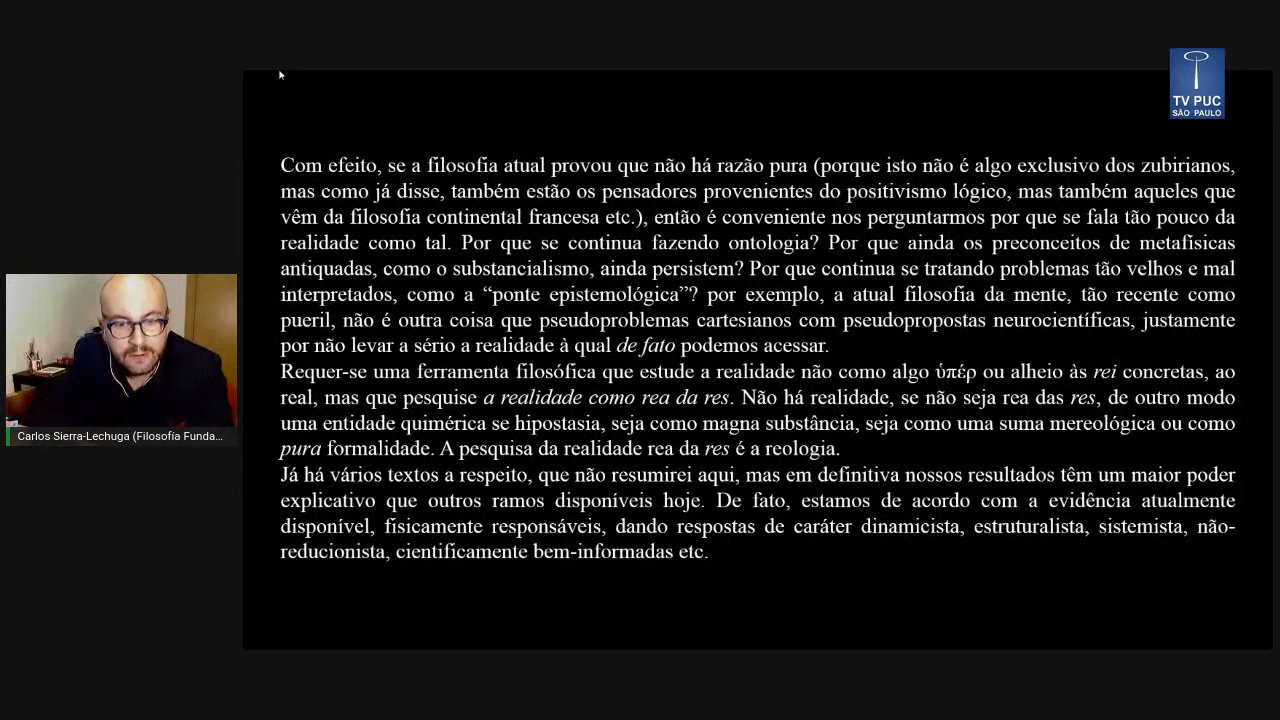 TV PUC
SÃO PAULO
Com efeito, se a filosofia atual provou que não há razão pura (porque isto não é algo exclusivo dos zubirianos,
mas como já disse, também estão os pensadores provenientes do positivismo lógico, mas também aqueles que
vêm da filosofia continental francesa etc.), então é conveniente nos perguntarmos por que se fala tão pouco da
realidade como tal. Por que se continua fazendo ontologia? Por que ainda os preconceitos de metafísicas
antiquadas, como o substancialismo, ainda persistem? Por que continua se tratando problemas tão velhos e mal
interpretados, como a “ponte epistemológica”? por exemplo, a atual filosofia da mente, tão recente como
pueril, não é outra coisa que pseudoproblemas cartesianos com pseudopropostas neurocientíficas, justamente
por não levar a sério a realidade à qual de fato podemos acessar.
Requer-se uma ferramenta filosófica que estude a realidade não como algo ὑπέρ ou alheio às rei concretas, ao
real, mas que pesquise a realidade como rea da res. Não há realidade, se não seja rea das res, de outro modo
uma entidade quimérica se hipostasia, seja como magna substância, seja como uma suma mereológica ou como
pura formalidade. A pesquisa da realidade rea da res é a reologia.
Já há vários textos a respeito, que não resumirei aqui, mas em definitiva nossos resultados têm um maior poder
explicativo que outros ramos disponíveis hoje. De fato, estamos de acordo com a evidência atualmente
disponível, fisicamente responsáveis, dando respostas de caráter dinamicista, estruturalista, sistemista, não-
reducionista, cientificamente bem-informadas etc.
Carlos Sierra-Lechuga (Filosofía Funda...